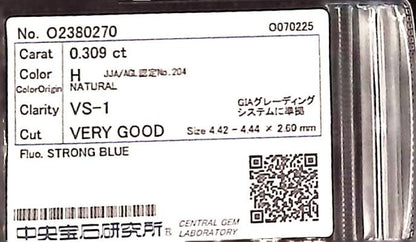 No. O2380270 O070225
Carat 0.309 ct
Color H JJA/AGL認定No.204
ColorOrigin NATURAL
Clarity VS-1 GIAグレーディング
システムに準拠
Cut VERY GOOD Size 4.42 - 4.44 × 2.60 mm
Fluo. STRONG BLUE
中央宝石研究所® CENTRAL GEM
LABORATORY